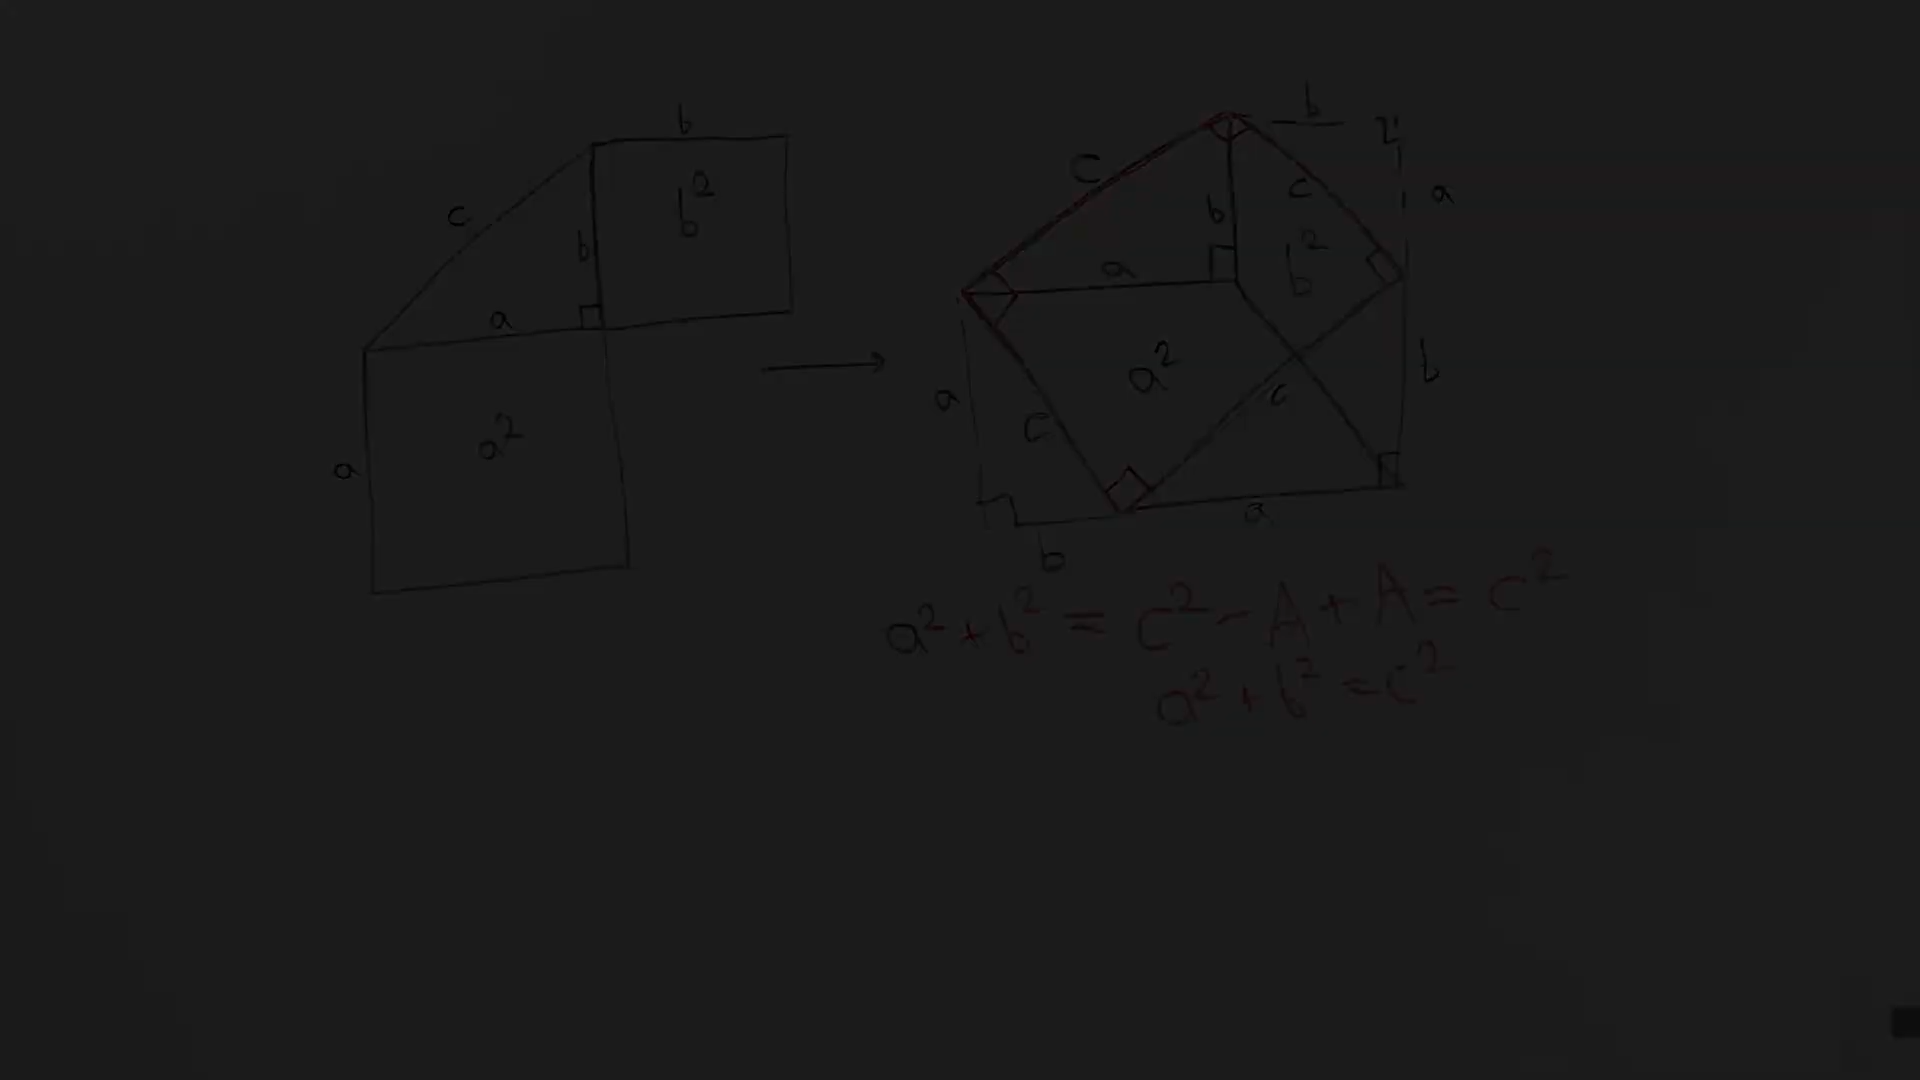 b
c
b
b²
a
a
a²
b
c
a
b
c
b²
a
a
a²
c
c
b
a
b
a² + b² = c² - A + A = c²
a² + b² = c²